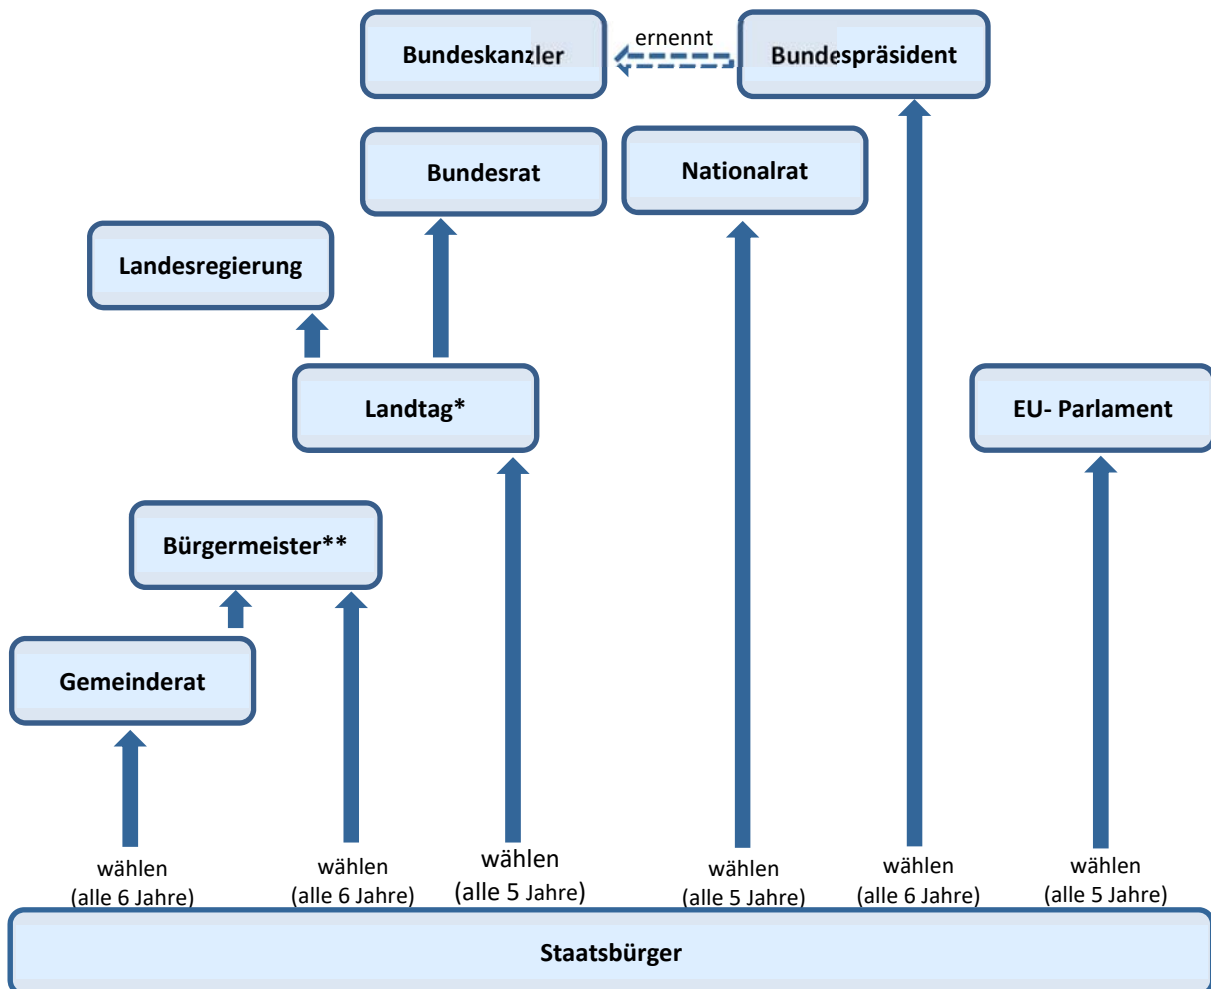 Bundeskanzler
ernennt
Bundespräsident
Bundesrat
Nationalrat
Landesregierung
Landtag*
EU- Parlament
Bürgermeister**
Gemeinderat
wählen
(alle 6 Jahre)
wählen
(alle 6 Jahre)
wählen
(alle 5 Jahre)
wählen
(alle 5 Jahre)
wählen
(alle 6 Jahre)
wählen
(alle 5 Jahre)
Staatsbürger